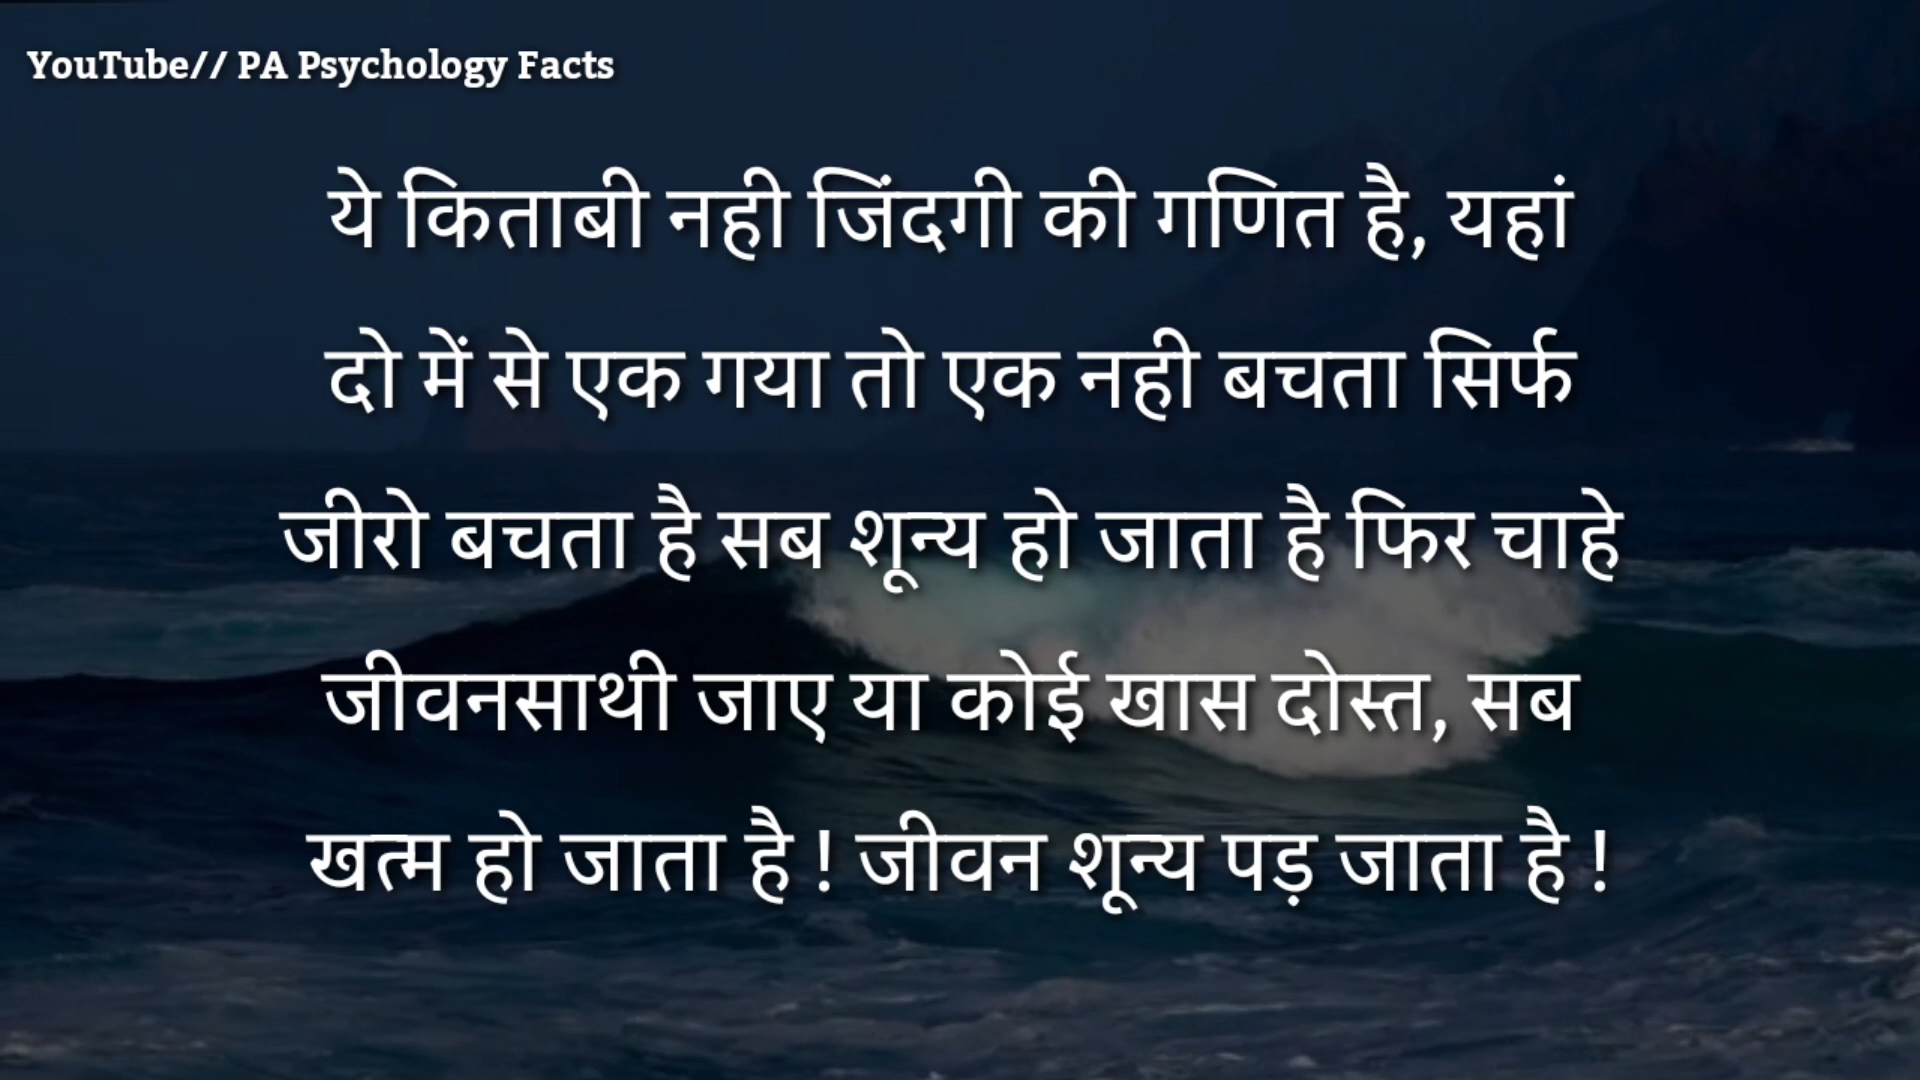 YouTube// PA Psychology Facts
ये किताबी नही जिंदगी की गणित है, यहां
दो में से एक गया तो एक नही बचता सिर्फ
जीरो बचता है सब शून्य हो जाता है फिर चाहे
जीवनसाथी जाए या कोई खास दोस्त, सब
खत्म हो जाता है ! जीवन शून्य पड़ जाता है !